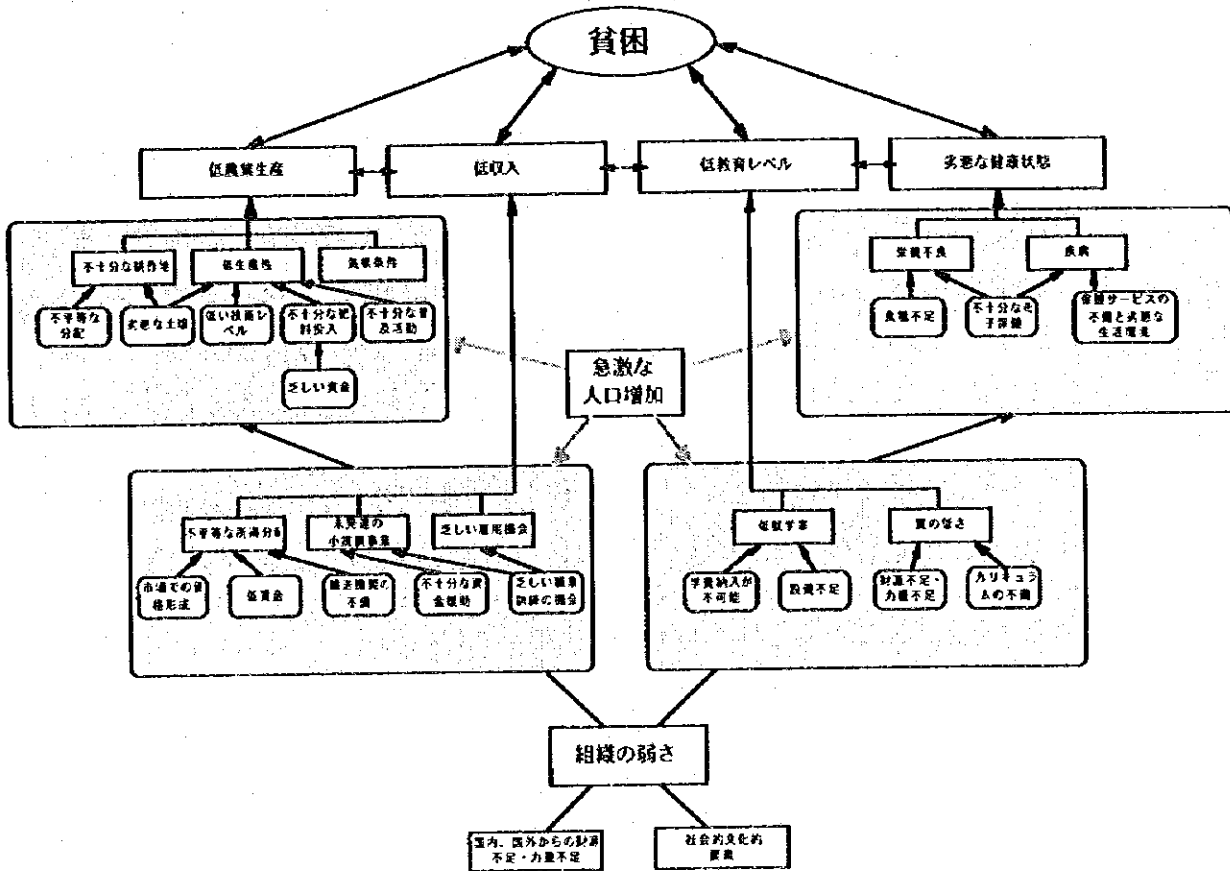 貧困
低農業生産
低収入
低教育レベル
劣悪な健康状態
不十分な耕作地
低生産性
気候条件
栄養不良
疾病
不平等な
分配
劣悪な土壌
低い技術レ
ベル
不十分な肥
料投入
不十分な普
及活動
食糧不足
不十分な母
子保健
保健サービスの
不備と劣悪な
生活環境
乏しい資金
急激な
人口増加
不平等な所得分配
未発達の
小規模事業
乏しい雇用機会
低就学率
質の低さ
市場での価
格形成
低賃金
輸送機関の
不備
不十分な資
金援助
乏しい職業
訓練の機会
学費納入が
不可能
設備不足
財源不足・
力量不足
カリキュラ
ムの不備
組織の弱さ
国内、国外からの財源
不足・力量不足
社会的文化的
要素